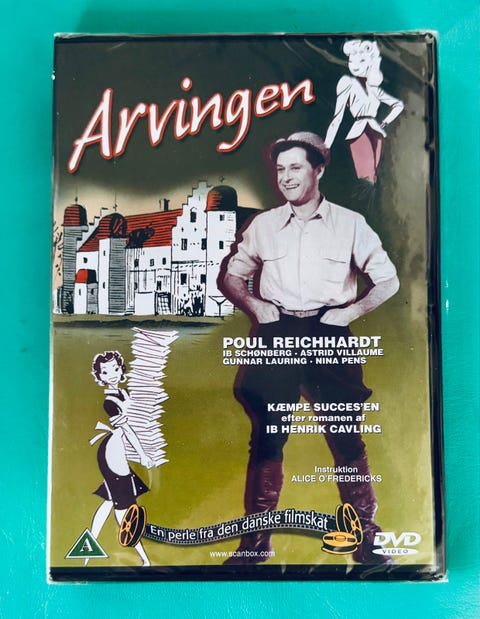 Arvingen
POUL REICHHARDT
IB SCHØNBERG · ASTRID VILLAUME
GUNNAR LAURING · NINA PENS
KÆMPE SUCCES'EN
efter romanen af
IB HENRIK CAVLING
Instruktion
ALICE O'FREDERICKS
En perle fra den danske filmskat
A
www.scanbox.com
DVD
VIDEO